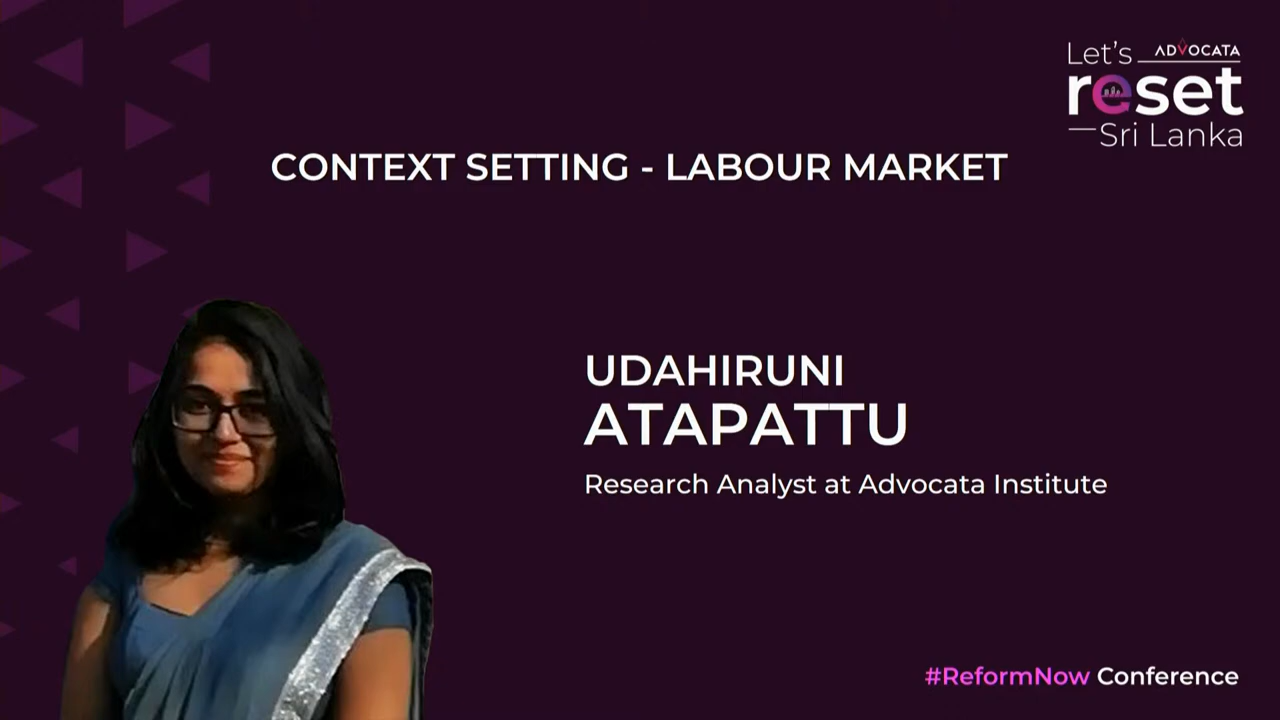 Let's ADVOCATA
reset
Sri Lanka
CONTEXT SETTING - LABOUR MARKET
UDAHIRUNI
ATAPATTU
Research Analyst at Advocata Institute
#ReformNow Conference